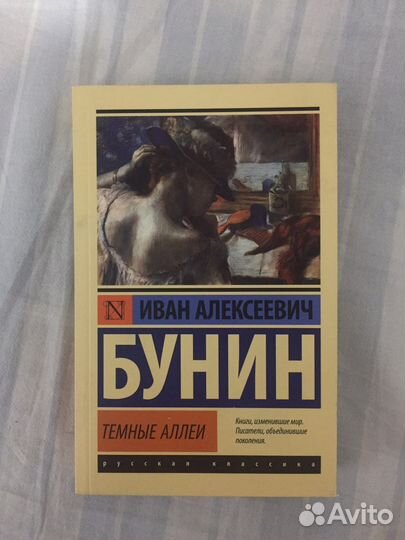 N
ИВАН АЛЕКСЕЕВИЧ
БУНИН
ТЕМНЫЕ АЛЛЕИ
Книги, изменившие мир.
Писатели, объединившие
поколения.
русская классика
Avito